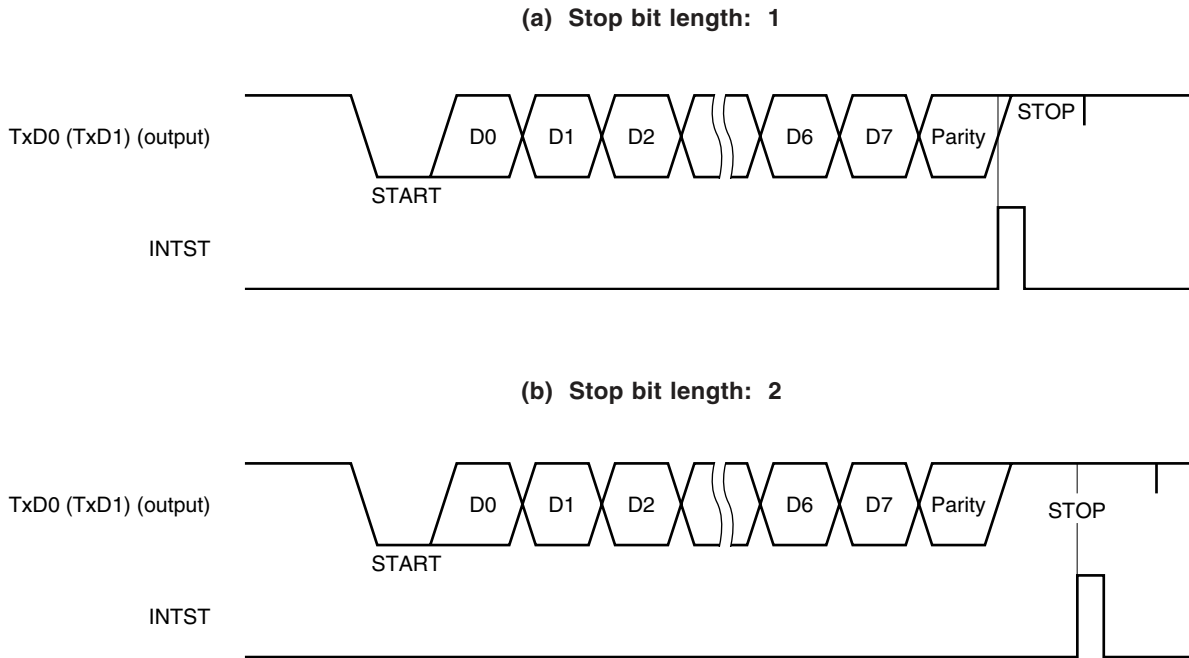 (a) Stop bit length: 1
TxD0 (TxD1) (output)
D0 D1 D2 D6 D7 Parity STOP
START
INTST
(b) Stop bit length: 2
TxD0 (TxD1) (output)
D0 D1 D2 D6 D7 Parity STOP
START
INTST